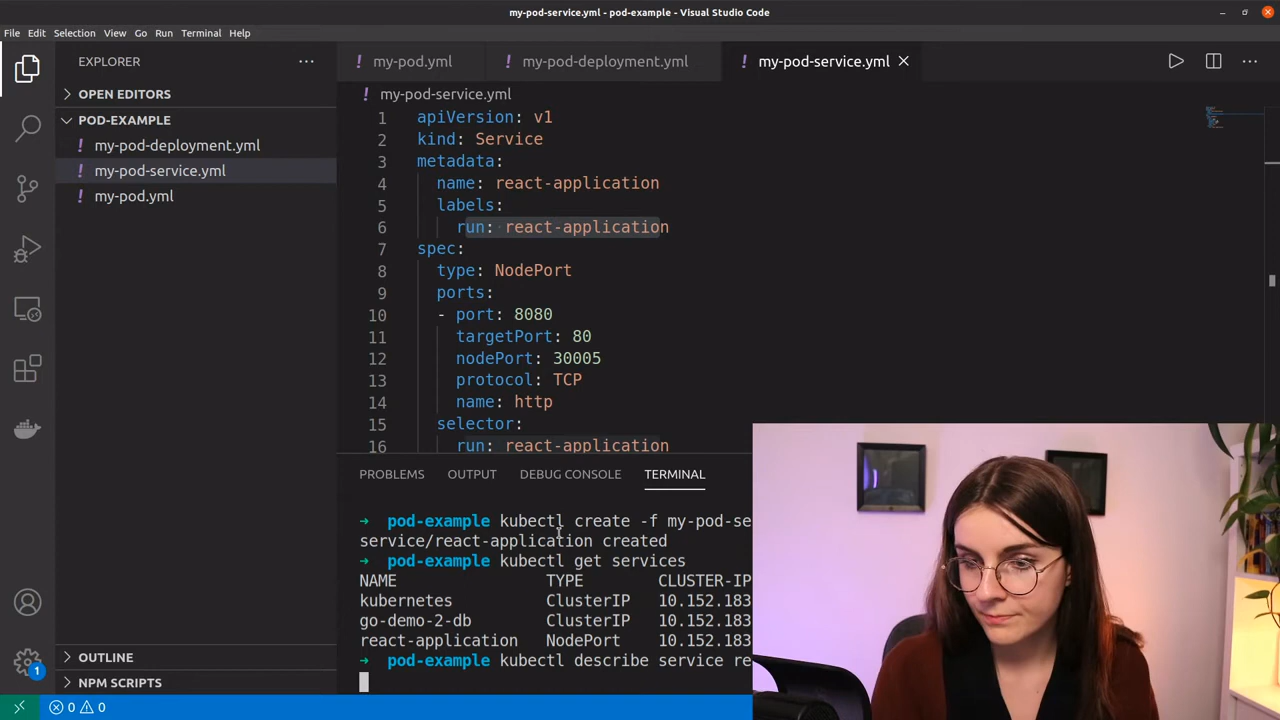 my-pod-service.yml - pod-example - Visual Studio Code
File Edit Selection View Go Run Terminal Help
EXPLORER
my-pod.yml
my-pod-deployment.yml
my-pod-service.yml
OPEN EDITORS
my-pod-service.yml
POD-EXAMPLE
my-pod-deployment.yml
my-pod-service.yml
my-pod.yml
1 apiVersion: v1
2 kind: Service
3 metadata:
4 name: react-application
5 labels:
6 run: react-application
7 spec:
8 type: NodePort
9 ports:
10 - port: 8080
11 targetPort: 80
12 nodePort: 30005
13 protocol: TCP
14 name: http
15 selector:
16 run: react-application
PROBLEMS OUTPUT DEBUG CONSOLE TERMINAL
→ pod-example kubectl create -f my-pod-se
service/react-application created
→ pod-example kubectl get services
NAME TYPE CLUSTER-IP
kubernetes ClusterIP 10.152.183
go-demo-2-db ClusterIP 10.152.183
react-application NodePort 10.152.183
→ pod-example kubectl describe service re
OUTLINE
NPM SCRIPTS
1
0 0